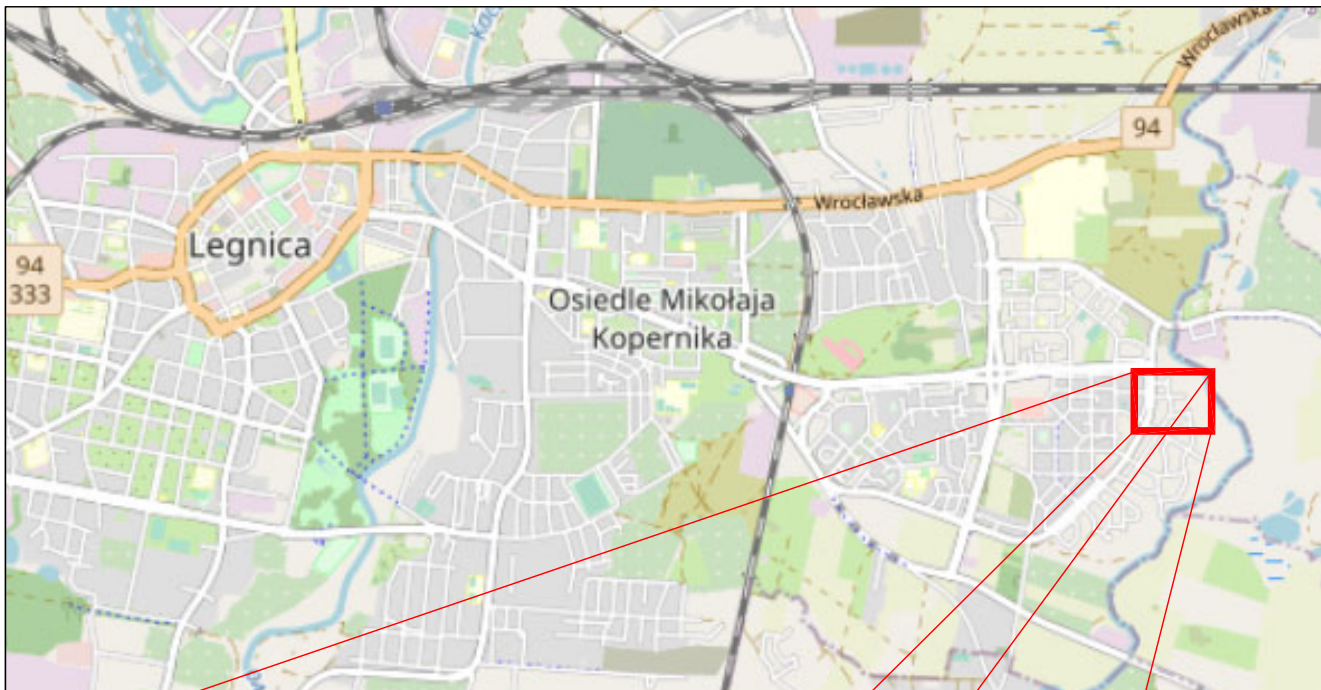 Wrocławska
94
Wrocławska
Legnica
94
333
Osiedle Mikołaja
Kopernika